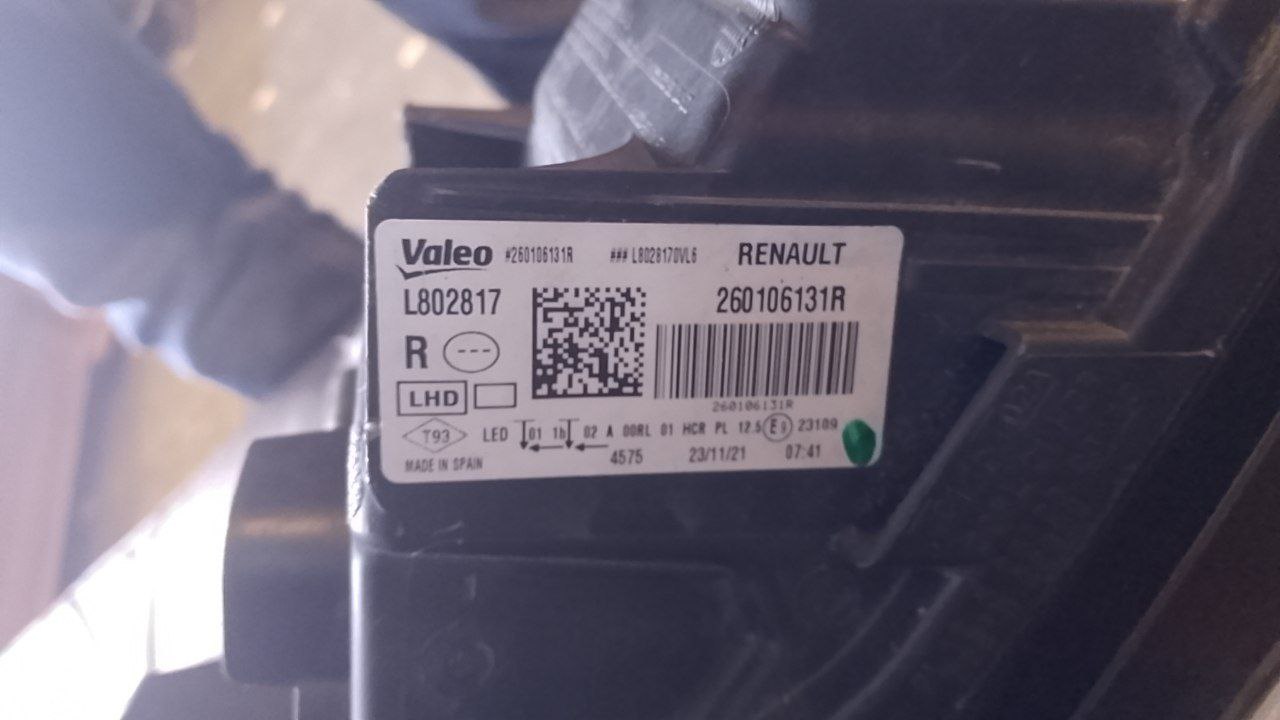 Valeo #260106131R ### L8028170VL6 RENAULT
L802817 260106131R
R ---
LHD
260106131R
T93 LED 01 1b 02 A 00RL 01 HCR PL 12.5 E9 23109
MADE IN SPAIN 4575 23/11/21 07:41